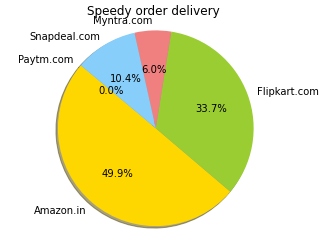 Speedy order delivery
Myntra.com
Snapdeal.com
Paytm.com
6.0%
10.4%
0.0%
Flipkart.com
33.7%
49.9%
Amazon.in